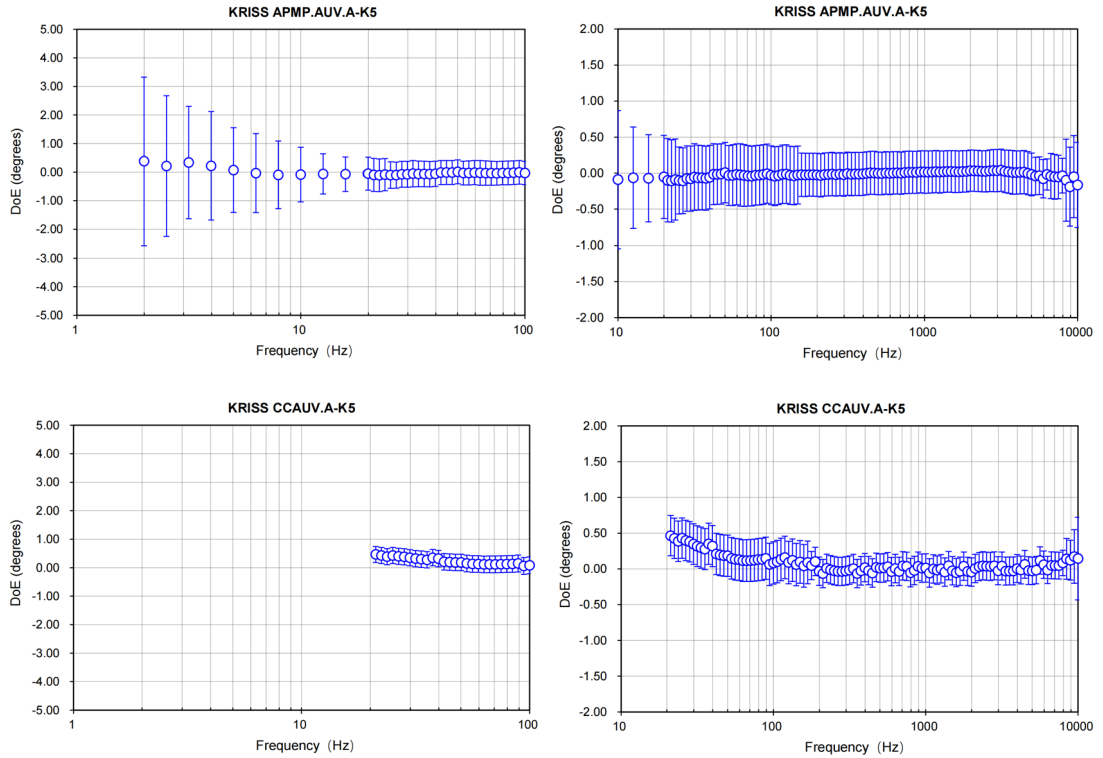 KRISS APMP.AUV.A-K5
5.00
4.00
3.00
2.00
1.00
0.00
-1.00
-2.00
-3.00
-4.00
-5.00
DoE (degrees)
1 10 100
Frequency (Hz)
KRISS APMP.AUV.A-K5
2.00
1.50
1.00
0.50
0.00
-0.50
-1.00
-1.50
-2.00
DoE (degrees)
10 100 1000 10000
Frequency (Hz)
KRISS CCAUV.A-K5
5.00
4.00
3.00
2.00
1.00
0.00
-1.00
-2.00
-3.00
-4.00
-5.00
DoE (degrees)
1 10 100
Frequency (Hz)
KRISS CCAUV.A-K5
2.00
1.50
1.00
0.50
0.00
-0.50
-1.00
-1.50
-2.00
DoE (degrees)
10 100 1000 10000
Frequency (Hz)